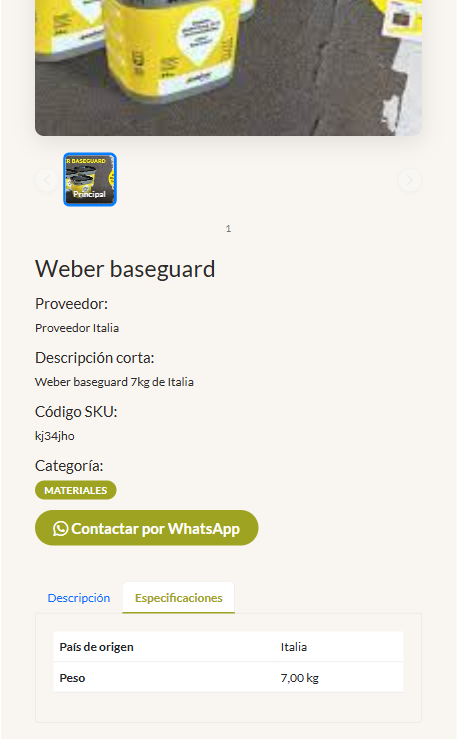 R BASEGUARD
Principal
1
Weber baseguard
Proveedor:
Proveedor Italia
Descripción corta:
Weber baseguard 7kg de Italia
Código SKU:
kj34jho
Categoría:
MATERIALES
Contactar por WhatsApp
Descripción
Especificaciones
País de origen Italia
Peso 7,00 kg